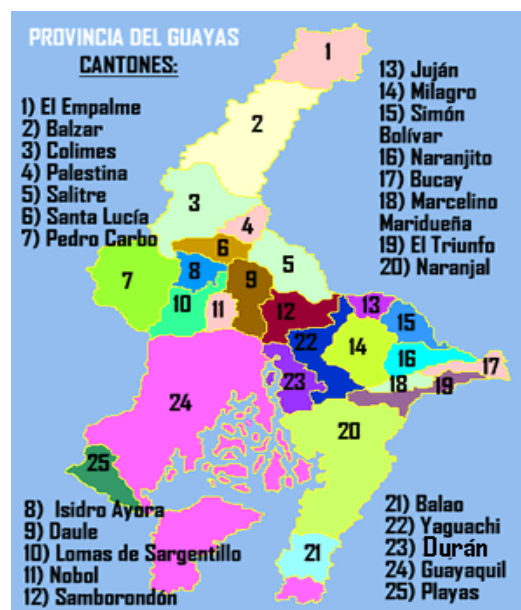 PROVINCIA DEL GUAYAS
CANTONES:
1) El Empalme
2) Balzar
3) Colimes
4) Palestina
5) Salitre
6) Santa Lucía
7) Pedro Carbo
13) Juján
14) Milagro
15) Simón
Bolívar
16) Naranjito
17) Bucay
18) Marcelino
Maridueña
19) El Triunfo
20) Naranjal
1
2
3
4
5
6
7
8
9
10
11
12
13
14
15
16
17
18
19
20
21
22
23
24
25
8) Isidro Ayora
9) Daule
10) Lomas de Sargentillo
11) Nobol
12) Samborondón
21) Balao
22) Yaguachi
23) Durán
24) Guayaquil
25) Playas